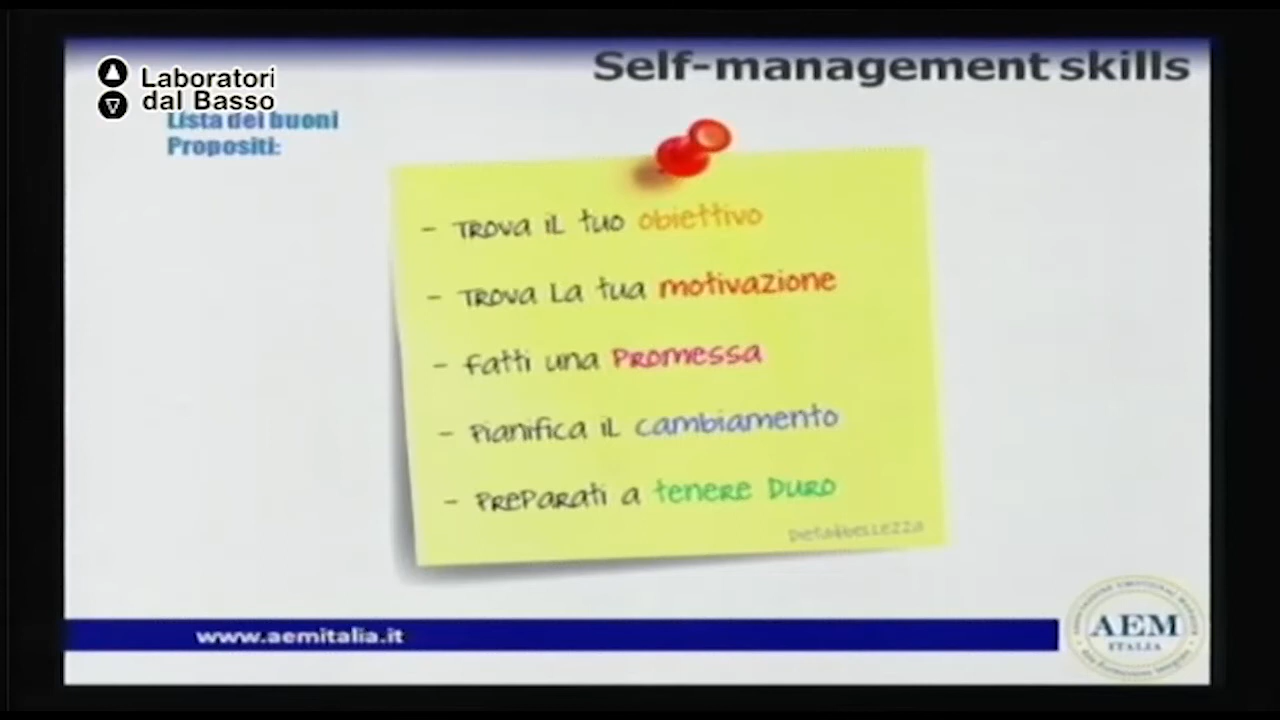 Self-management skills
Laboratori
dal Basso
Lista dei buoni
Propositi:
- Trova il tuo obiettivo
- Trova la tua motivazione
- Fatti una promessa
- Pianifica il cambiamento
- Preparati a tenere duro
www.aemitalia.it
AEM
ITALIA